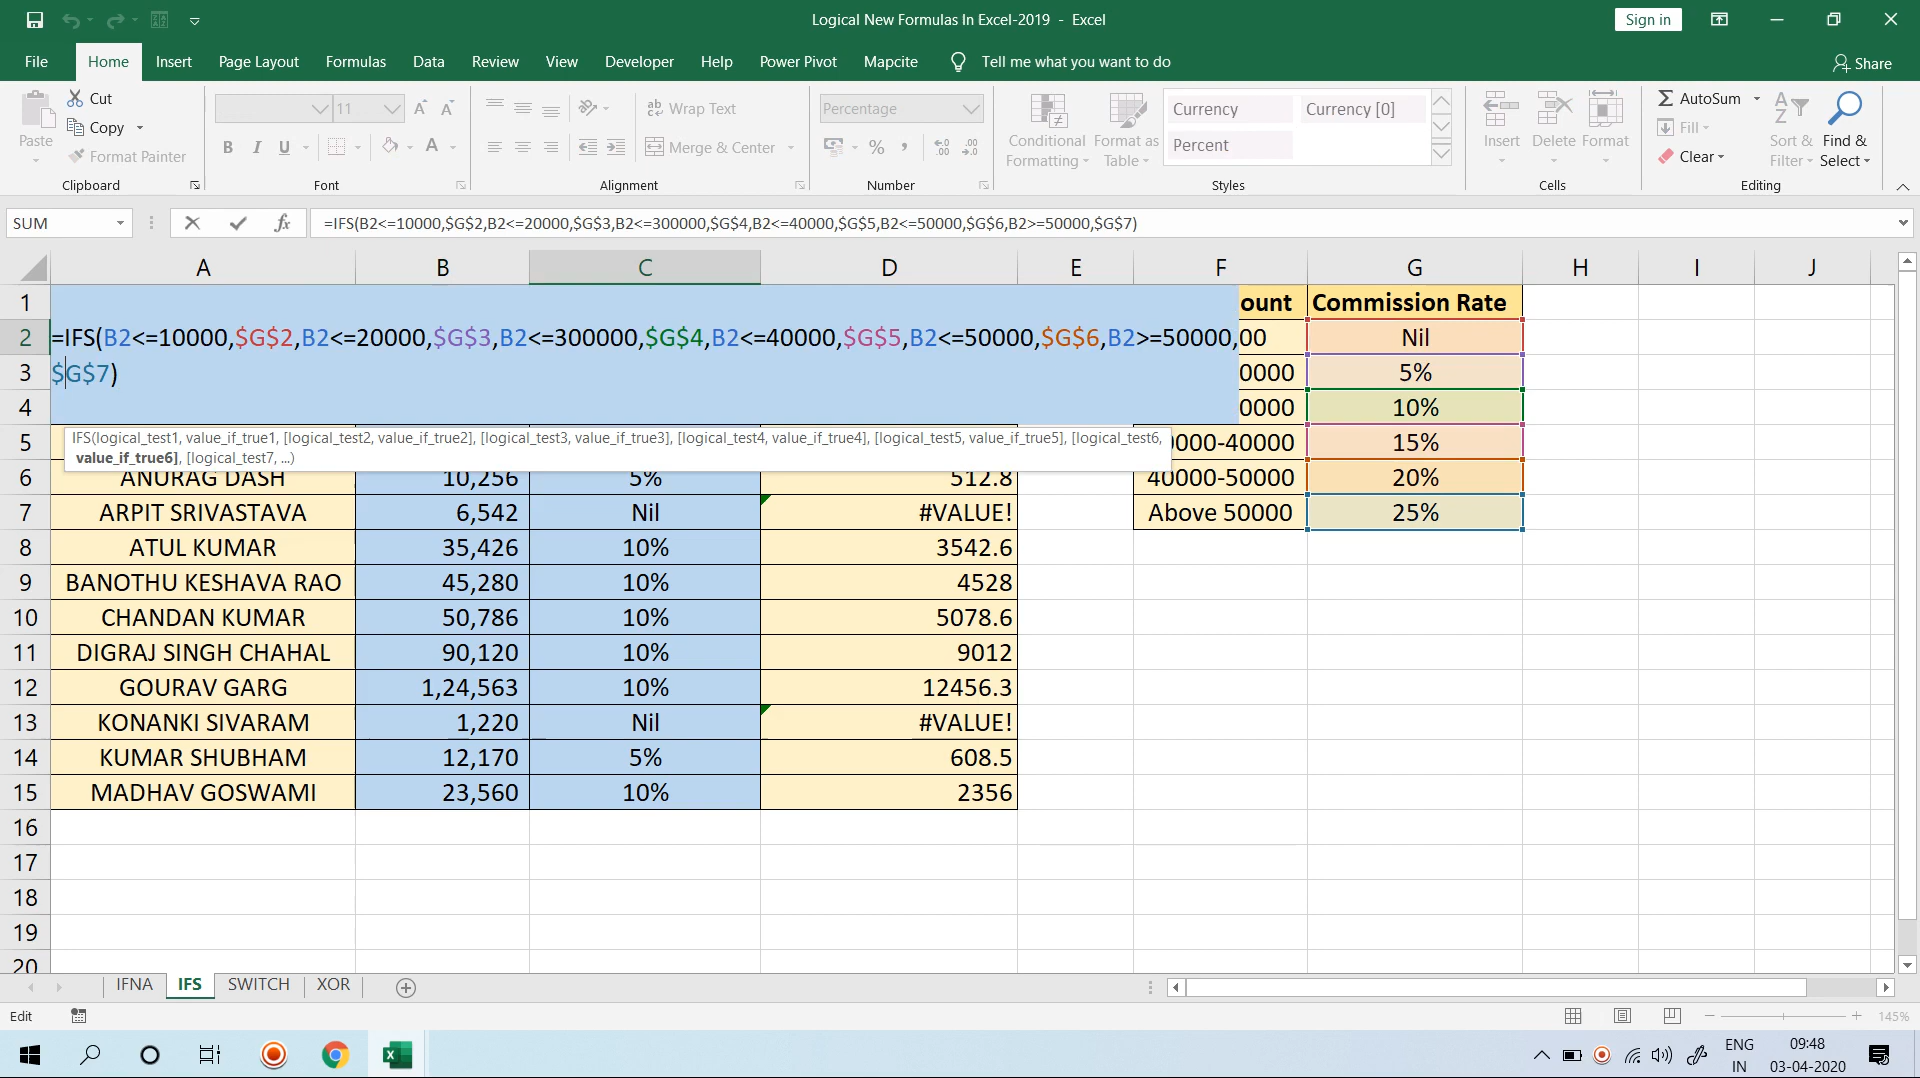 Logical New Formulas In Excel-2019 - Excel
Sign in
File Home Insert Page Layout Formulas Data Review View Developer Help Power Pivot Mapcite Tell me what you want to do
Share
Paste
Cut
Copy
Format Painter
Clipboard
11
B I U
Font
Wrap Text
Merge & Center
Alignment
Percentage
Number
Conditional Formatting
Format as Table
Currency Currency [0]
Percent
Styles
Insert Delete Format
Cells
AutoSum
Fill
Clear
Sort & Filter
Find & Select
Editing
SUM
=IFS(B2<=10000,$G$2,B2<=20000,$G$3,B2<=300000,$G$4,B2<=40000,$G$5,B2<=50000,$G$6,B2>=50000,$G$7)
A B C D E F G H I J
1 ount Commission Rate
2 =IFS(B2<=10000,$G$2,B2<=20000,$G$3,B2<=300000,$G$4,B2<=40000,$G$5,B2<=50000,$G$6,B2>=50000, 00 Nil
3 $G$7) 0000 5%
4 0000 10%
IFS(logical_test1, value_if_true1, [logical_test2, value_if_true2], [logical_test3, value_if_true3], [logical_test4, value_if_true4], [logical_test5, value_if_true5], [logical_test6,
value_if_true6], [logical_test7, ...)
5 0000-40000 15%
6 ANURAG DASH 10,256 5% 512.8 40000-50000 20%
7 ARPIT SRIVASTAVA 6,542 Nil #VALUE! Above 50000 25%
8 ATUL KUMAR 35,426 10% 3542.6
9 BANOTHU KESHAVA RAO 45,280 10% 4528
10 CHANDAN KUMAR 50,786 10% 5078.6
11 DIGRAJ SINGH CHAHAL 90,120 10% 9012
12 GOURAV GARG 1,24,563 10% 12456.3
13 KONANKI SIVARAM 1,220 Nil #VALUE!
14 KUMAR SHUBHAM 12,170 5% 608.5
15 MADHAV GOSWAMI 23,560 10% 2356
16
17
18
19
20
IFNA IFS SWITCH XOR
Edit
145%
ENG
IN
09:48
03-04-2020